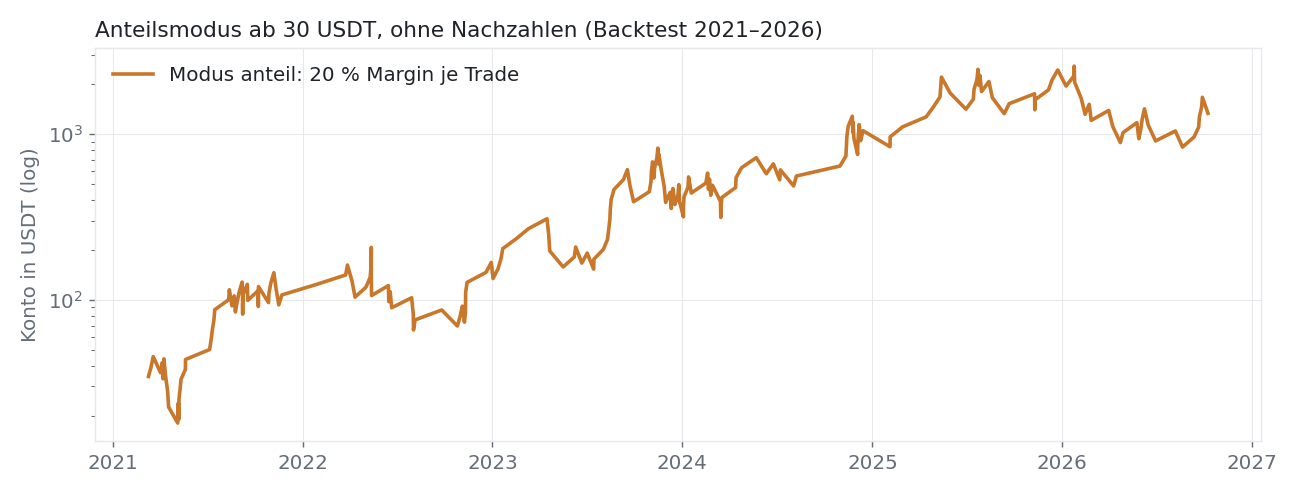 Anteilsmodus ab 30 USDT, ohne Nachzahlen (Backtest 2021–2026)
Modus anteil: 20 % Margin je Trade
Konto in USDT (log)
10³
10²
2021 2022 2023 2024 2025 2026 2027